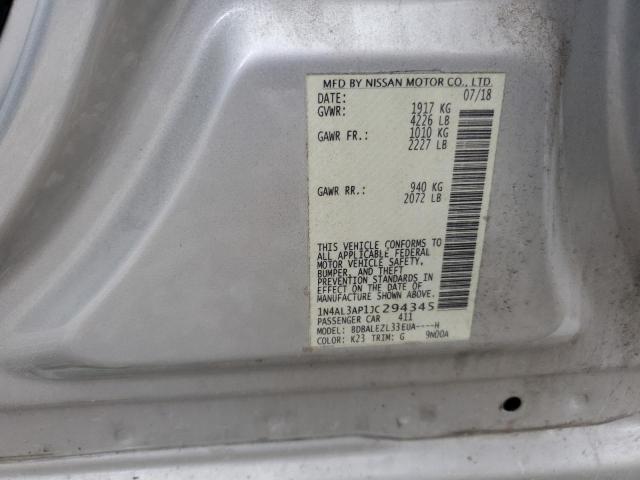 MFD BY NISSAN MOTOR CO., LTD.
DATE: 07/18
GVWR: 1917 KG
4226 LB
GAWR FR.: 1010 KG
2227 LB
GAWR RR.: 940 KG
2072 LB
THIS VEHICLE CONFORMS TO
ALL APPLICABLE FEDERAL
MOTOR VEHICLE SAFETY,
BUMPER, AND THEFT
PREVENTION STANDARDS IN
EFFECT ON THE DATE OF
MANUFACTURE SHOWN ABOVE.
1N4AL3AP1JC294345
PASSENGER CAR 411
MODEL: BDBALEZL33EUA----H
COLOR: K23 TRIM: G 9N00A